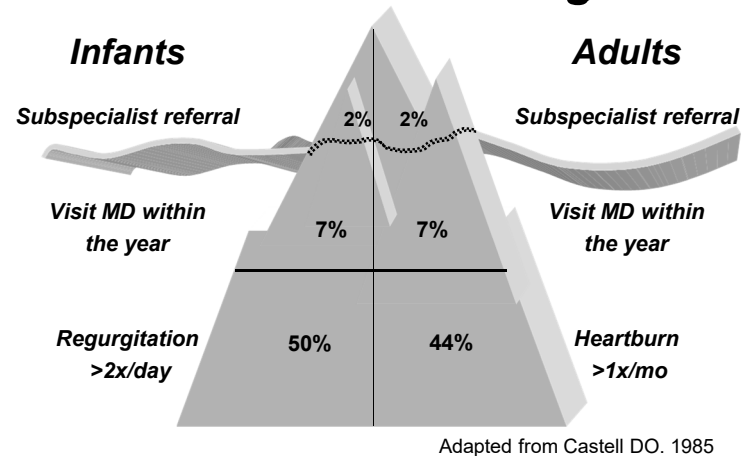 Infants
Adults
Subspecialist referral
2%
2%
Subspecialist referral
Visit MD within
the year
7%
7%
Visit MD within
the year
Regurgitation
>2x/day
50%
44%
Heartburn
>1x/mo
Adapted from Castell DO. 1985